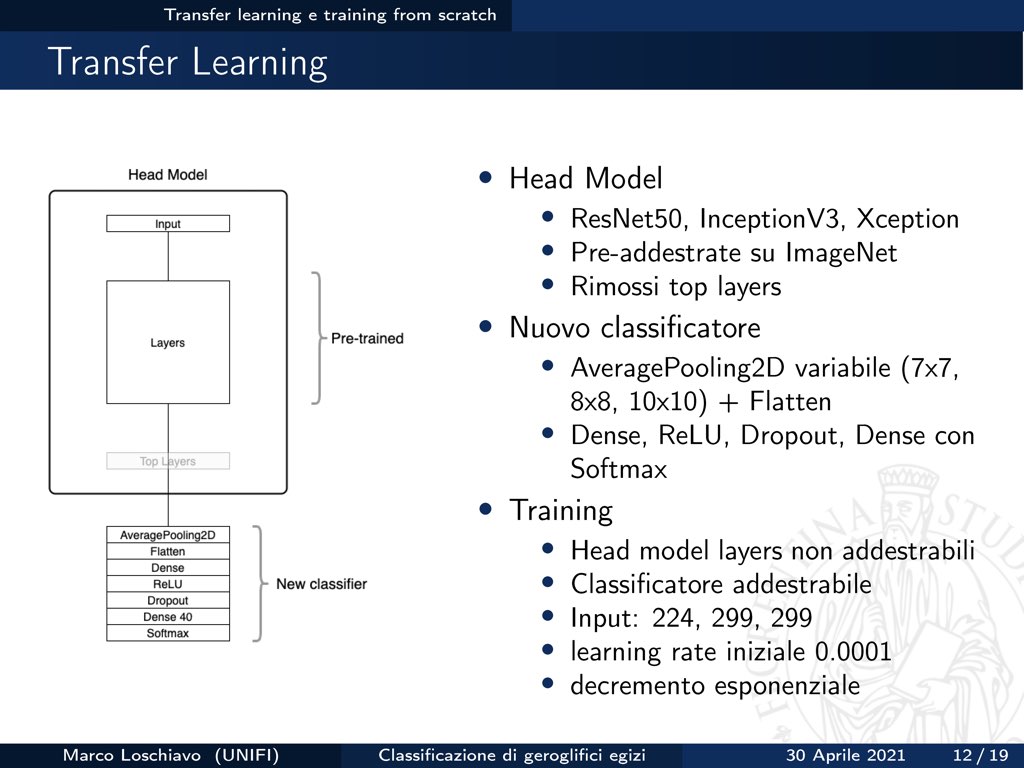 Transfer learning e training from scratch
Transfer Learning
Head Model
Input
Layers
Pre-trained
Top Layers
AveragePooling2D
Flatten
Dense
ReLU
Dropout
Dense 40
Softmax
New classifier
• Head Model
• ResNet50, InceptionV3, Xception
• Pre-addestrate su ImageNet
• Rimossi top layers
• Nuovo classificatore
• AveragePooling2D variabile (7x7,
8x8, 10x10) + Flatten
• Dense, ReLU, Dropout, Dense con
Softmax
• Training
• Head model layers non addestrabili
• Classificatore addestrabile
• Input: 224, 299, 299
• learning rate iniziale 0.0001
• decremento esponenziale
Marco Loschiavo (UNIFI)
Classificazione di geroglifici egizi
30 Aprile 2021
12 / 19